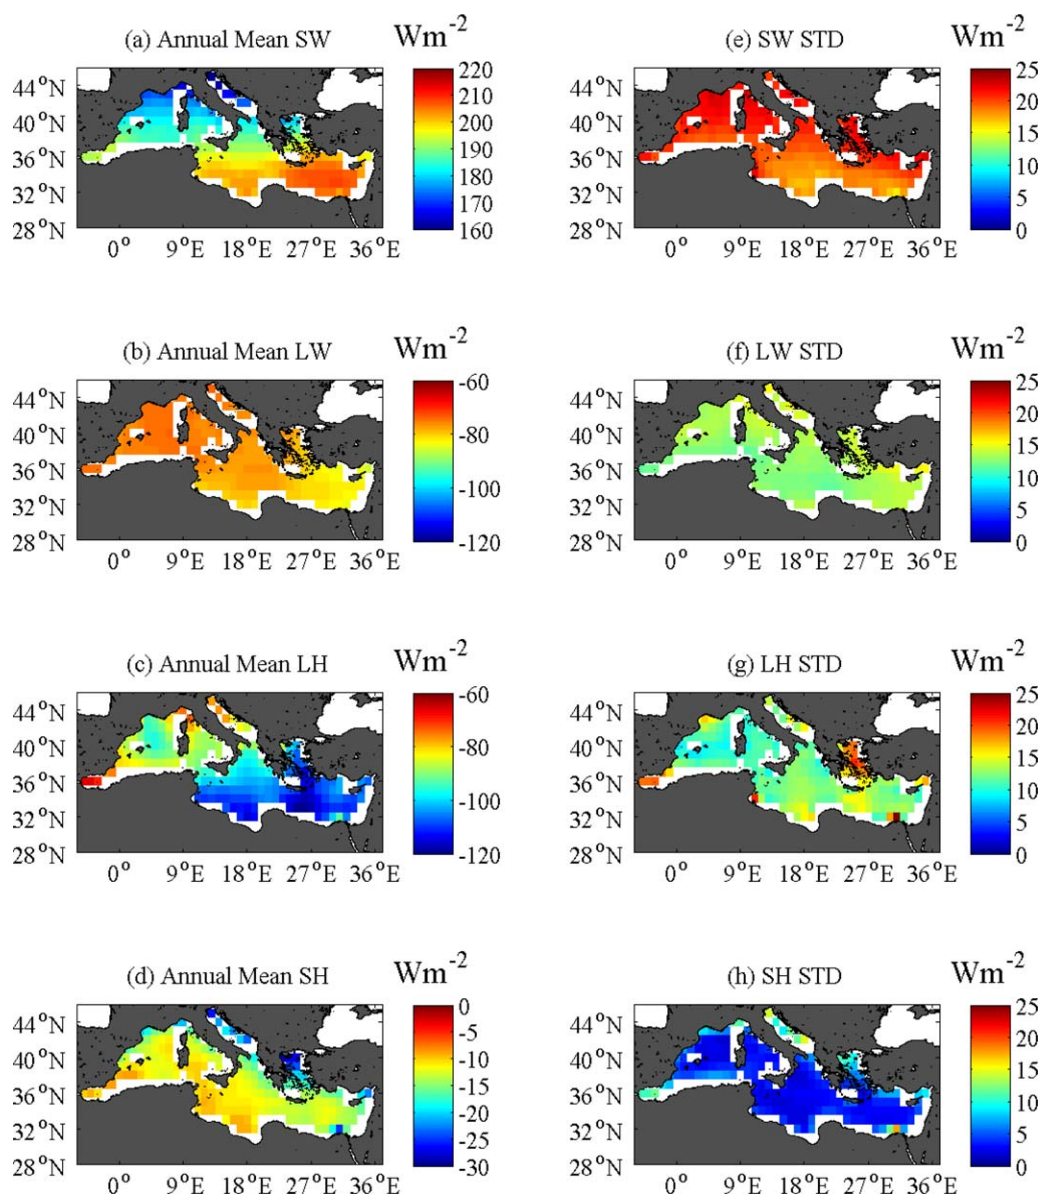 (a) Annual Mean SW Wm-2
44°N
40°N
36°N
32°N
28°N
0° 9°E 18°E 27°E 36°E
220
210
200
190
180
170
160
(e) SW STD Wm-2
44°N
40°N
36°N
32°N
28°N
0° 9°E 18°E 27°E 36°E
25
20
15
10
5
0
(b) Annual Mean LW Wm-2
44°N
40°N
36°N
32°N
28°N
0° 9°E 18°E 27°E 36°E
-60
-80
-100
-120
(f) LW STD Wm-2
44°N
40°N
36°N
32°N
28°N
0° 9°E 18°E 27°E 36°E
25
20
15
10
5
0
(c) Annual Mean LH Wm-2
44°N
40°N
36°N
32°N
28°N
0° 9°E 18°E 27°E 36°E
-60
-80
-100
-120
(g) LH STD Wm-2
44°N
40°N
36°N
32°N
28°N
0° 9°E 18°E 27°E 36°E
25
20
15
10
5
0
(d) Annual Mean SH Wm-2
44°N
40°N
36°N
32°N
28°N
0° 9°E 18°E 27°E 36°E
0
-5
-10
-15
-20
-25
-30
(h) SH STD Wm-2
44°N
40°N
36°N
32°N
28°N
0° 9°E 18°E 27°E 36°E
25
20
15
10
5
0